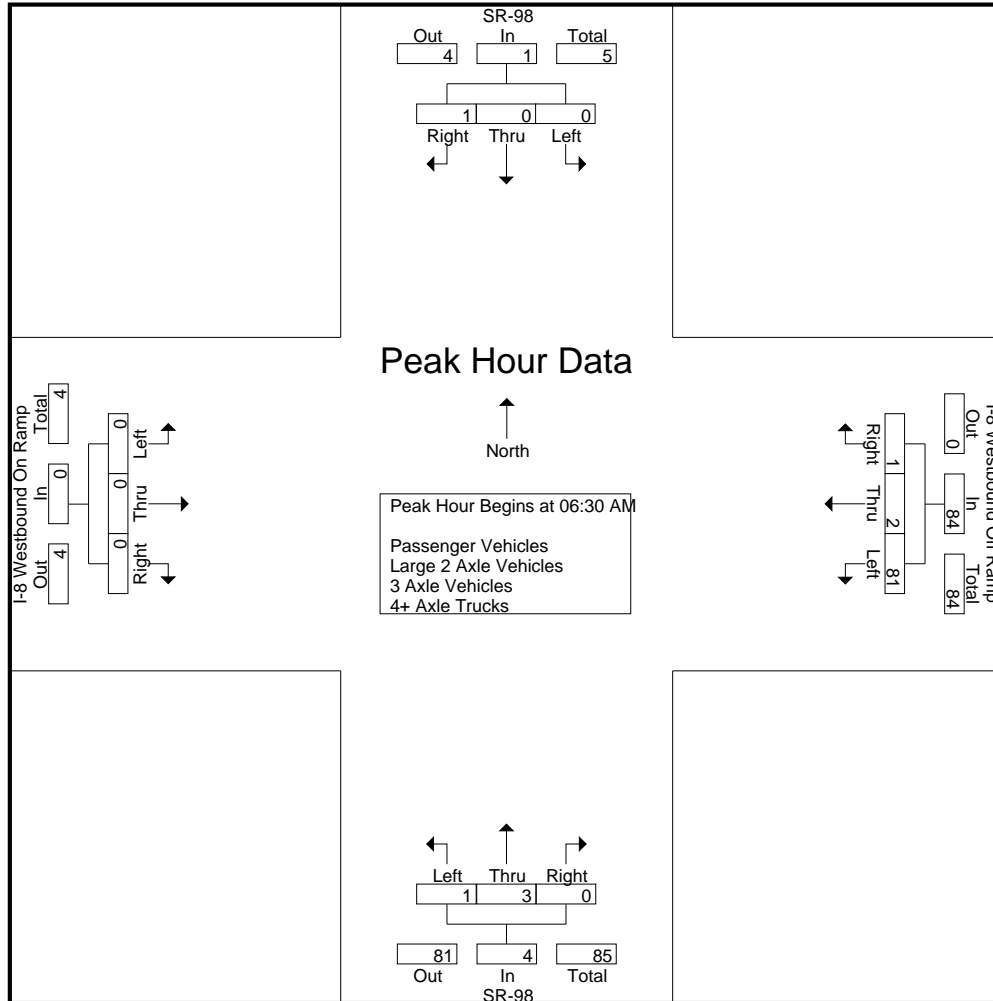 SR-98
Out In Total
4 1 5
1 0 0
Right Thru Left
Peak Hour Data
North
Peak Hour Begins at 06:30 AM
Passenger Vehicles
Large 2 Axle Vehicles
3 Axle Vehicles
4+ Axle Trucks
I-8 Westbound On Ramp
Out In Total
4 0 4
0 0 0
Right Thru Left
I-8 Westbound On Ramp
Out In Total
0 84 84
1 2 81
Right Thru Left
Left Thru Right
1 3 0
81 4 85
Out In Total
SR-98